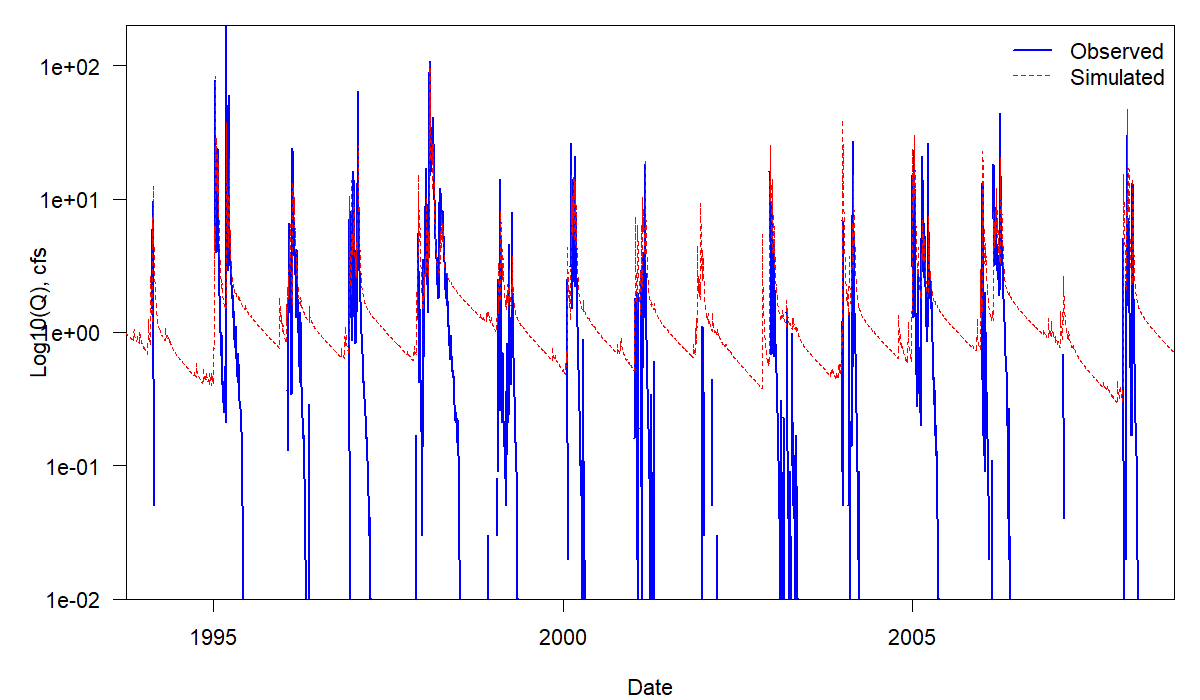 Observed
Simulated
1e+02
1e+01
1e+00
1e-01
1e-02
Log10(Q), cfs
1995
2000
2005
Date